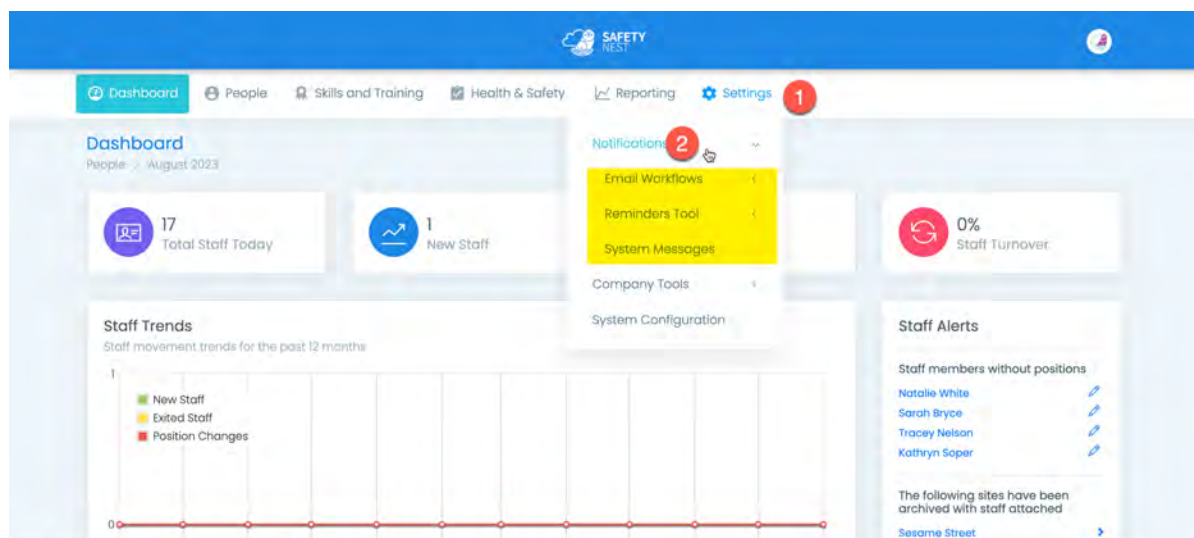 SAFETY
NEST
Dashboard People Skills and Training Health & Safety Reporting Settings 1
Dashboard
People > August 2023
Notifications 2
Email Workflows
Reminders Tool
System Messages
Company Tools
System Configuration
17
Total Staff Today
1
New Staff
0%
Staff Turnover
Staff Trends
Staff movement trends for the past 12 months
1
New Staff
Exited Staff
Position Changes
0
Staff Alerts
Staff members without positions
Natalie White
Sarah Bryce
Tracey Nelson
Kathryn Soper
The following sites have been
archived with staff attached
Sesame Street